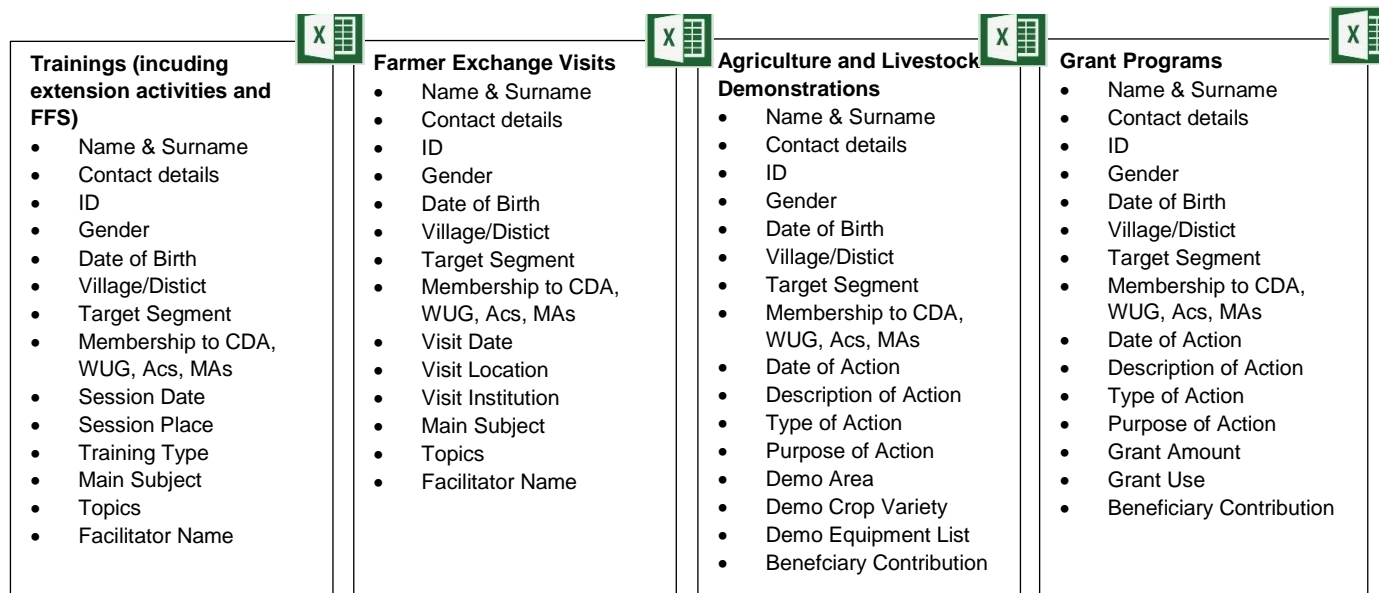 Trainings (incuding
extension activities and
FFS)
• Name & Surname
• Contact details
• ID
• Gender
• Date of Birth
• Village/Distict
• Target Segment
• Membership to CDA,
WUG, Acs, MAs
• Session Date
• Session Place
• Training Type
• Main Subject
• Topics
• Facilitator Name
Farmer Exchange Visits
• Name & Surname
• Contact details
• ID
• Gender
• Date of Birth
• Village/Distict
• Target Segment
• Membership to CDA,
WUG, Acs, MAs
• Visit Date
• Visit Location
• Visit Institution
• Main Subject
• Topics
• Facilitator Name
Agriculture and Livestock
Demonstrations
• Name & Surname
• Contact details
• ID
• Gender
• Date of Birth
• Village/Distict
• Target Segment
• Membership to CDA,
WUG, Acs, MAs
• Date of Action
• Description of Action
• Type of Action
• Purpose of Action
• Demo Area
• Demo Crop Variety
• Demo Equipment List
• Benefciary Contribution
Grant Programs
• Name & Surname
• Contact details
• ID
• Gender
• Date of Birth
• Village/Distict
• Target Segment
• Membership to CDA,
WUG, Acs, MAs
• Date of Action
• Description of Action
• Type of Action
• Purpose of Action
• Grant Amount
• Grant Use
• Beneficiary Contribution
X
X
X
X